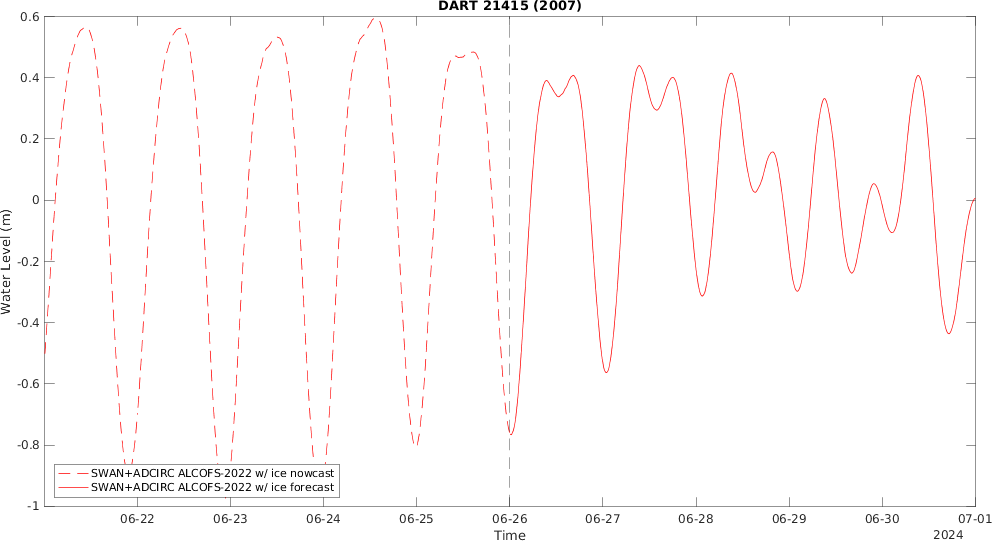 DART 21415 (2007)
0.6
0.4
0.2
0
-0.2
-0.4
-0.6
-0.8
-1
Water Level (m)
SWAN+ADCIRC ALCOFS-2022 w/ ice nowcast
SWAN+ADCIRC ALCOFS-2022 w/ ice forecast
06-22 06-23 06-24 06-25 06-26 06-27 06-28 06-29 06-30 07-01
Time
2024